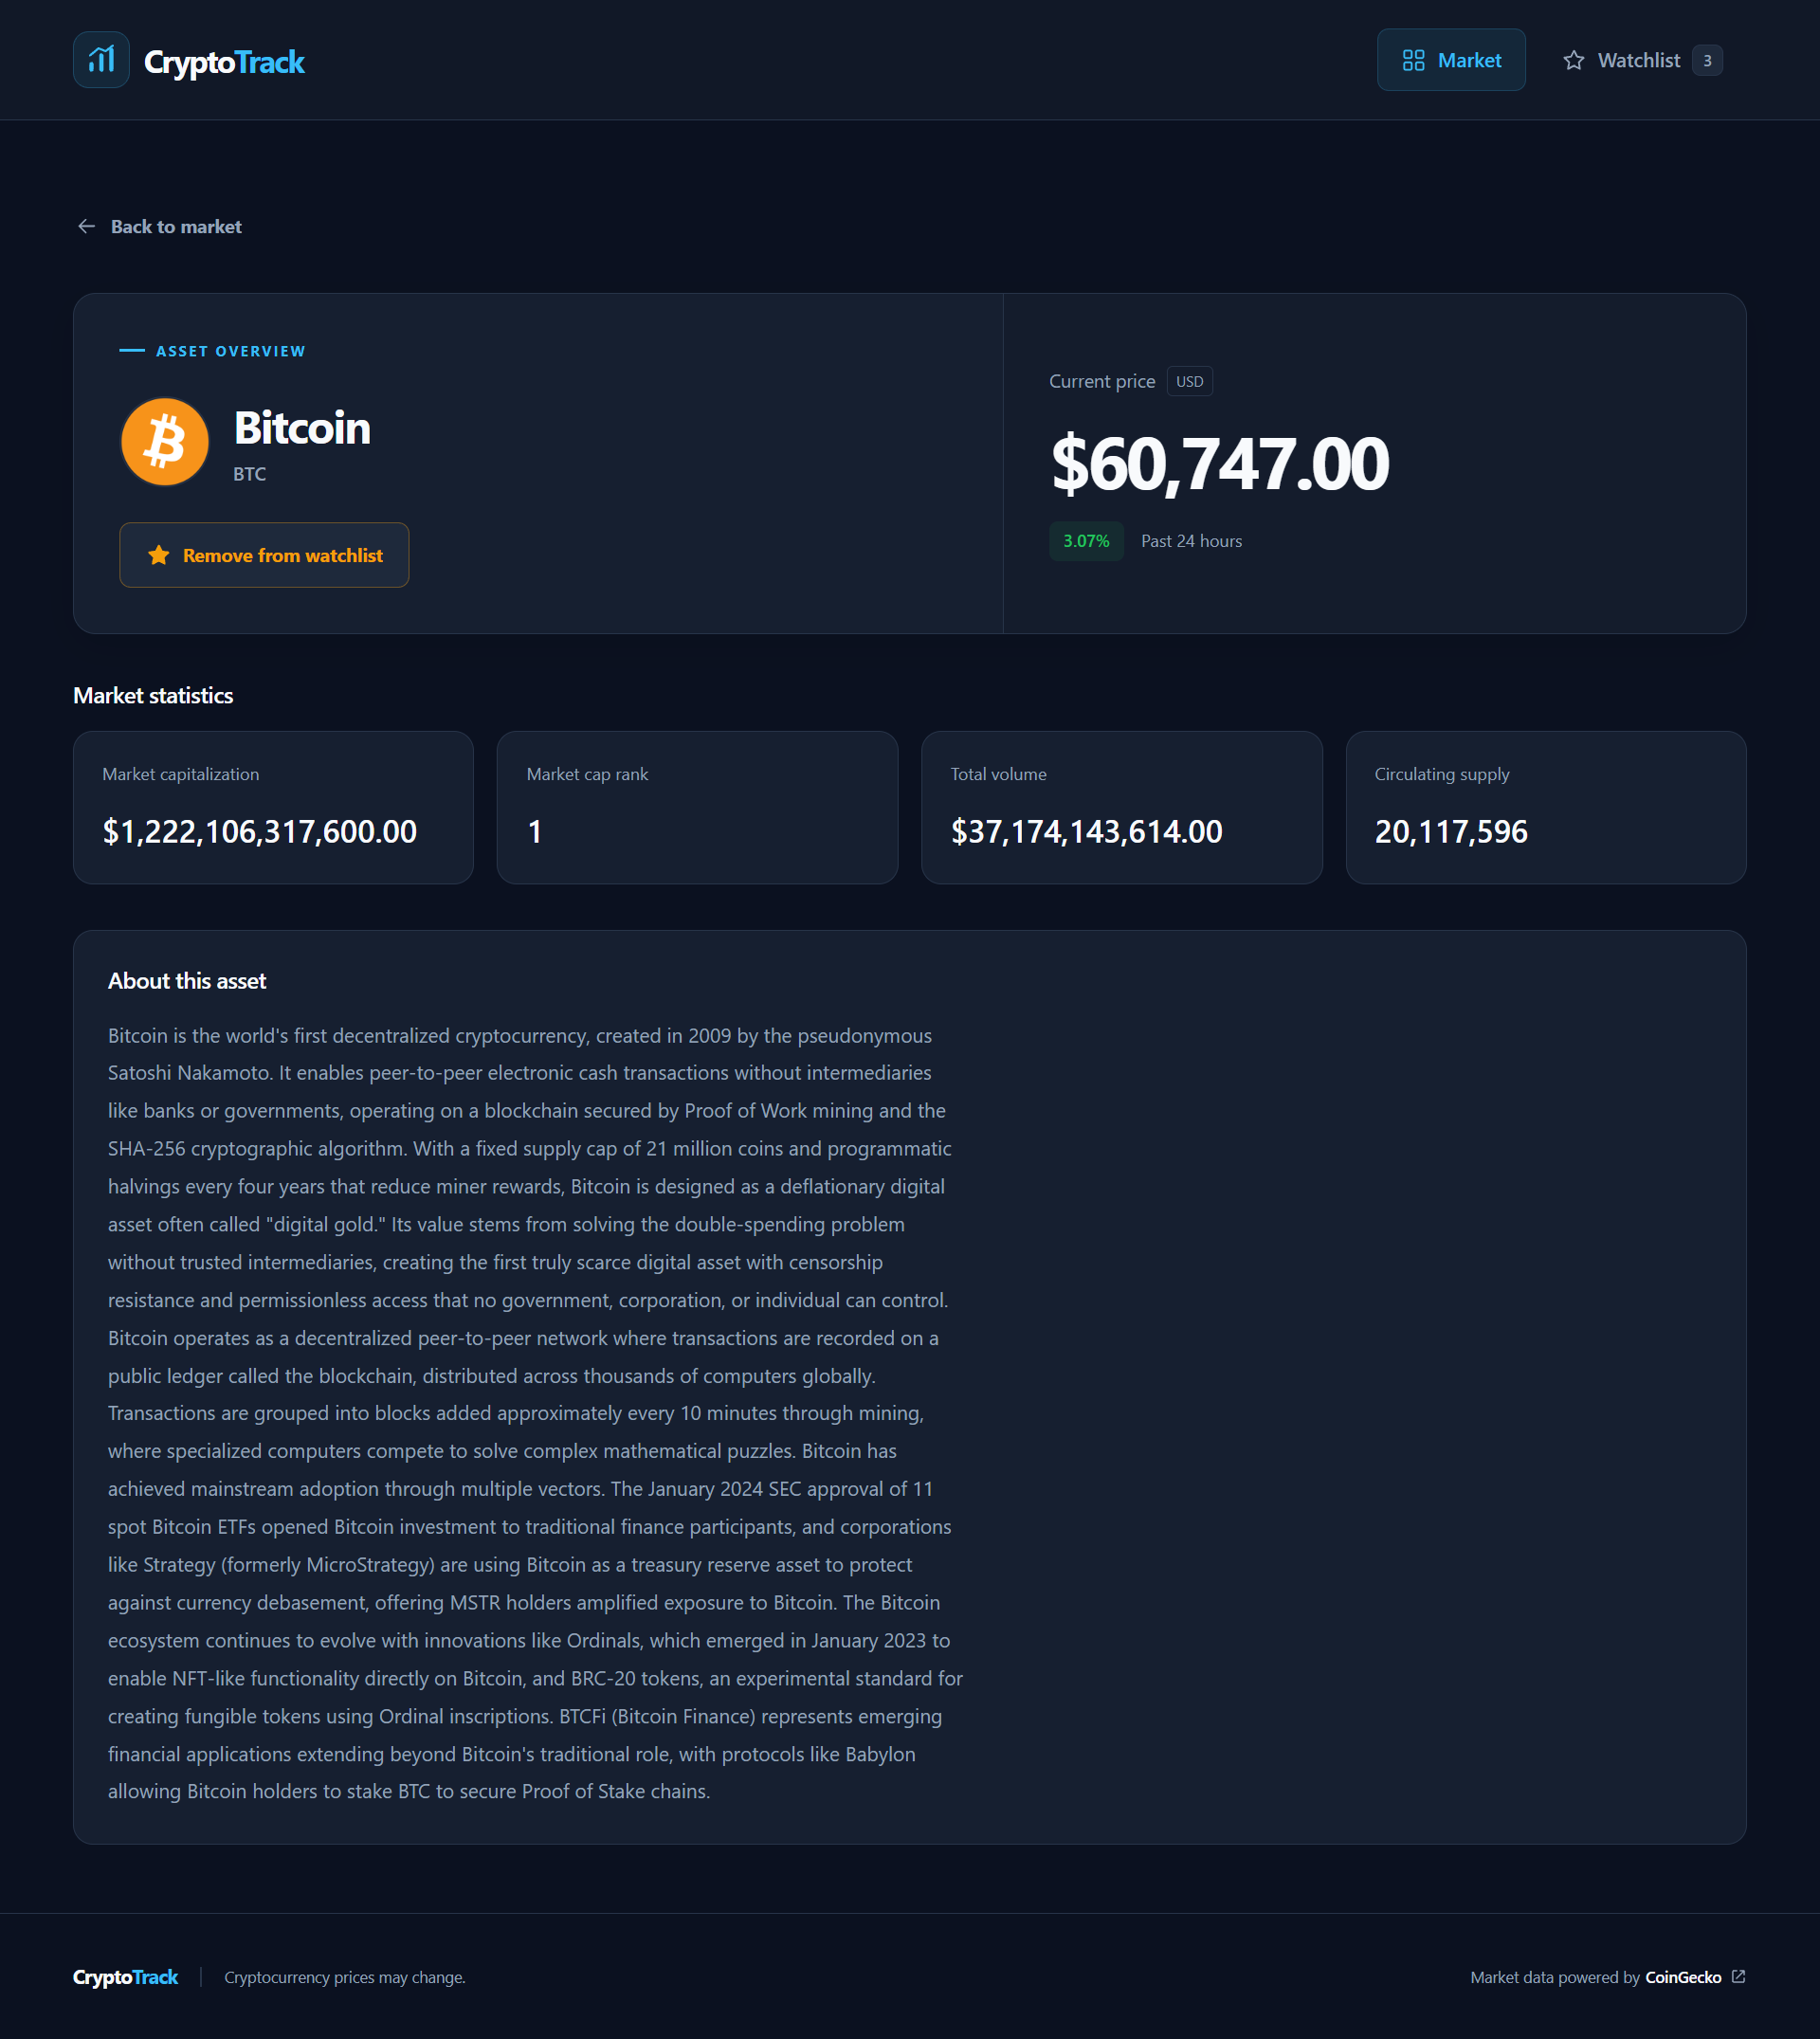 CryptoTrack
Market
Watchlist 3
Back to market
ASSET OVERVIEW
Bitcoin
BTC
Remove from watchlist
Current price USD
$60,747.00
3.07% Past 24 hours
Market statistics
Market capitalization
$1,222,106,317,600.00
Market cap rank
1
Total volume
$37,174,143,614.00
Circulating supply
20,117,596
About this asset
Bitcoin is the world's first decentralized cryptocurrency, created in 2009 by the pseudonymous
Satoshi Nakamoto. It enables peer-to-peer electronic cash transactions without intermediaries
like banks or governments, operating on a blockchain secured by Proof of Work mining and the
SHA-256 cryptographic algorithm. With a fixed supply cap of 21 million coins and programmatic
halvings every four years that reduce miner rewards, Bitcoin is designed as a deflationary digital
asset often called "digital gold." Its value stems from solving the double-spending problem
without trusted intermediaries, creating the first truly scarce digital asset with censorship
resistance and permissionless access that no government, corporation, or individual can control.
Bitcoin operates as a decentralized peer-to-peer network where transactions are recorded on a
public ledger called the blockchain, distributed across thousands of computers globally.
Transactions are grouped into blocks added approximately every 10 minutes through mining,
where specialized computers compete to solve complex mathematical puzzles. Bitcoin has
achieved mainstream adoption through multiple vectors. The January 2024 SEC approval of 11
spot Bitcoin ETFs opened Bitcoin investment to traditional finance participants, and corporations
like Strategy (formerly MicroStrategy) are using Bitcoin as a treasury reserve asset to protect
against currency debasement, offering MSTR holders amplified exposure to Bitcoin. The Bitcoin
ecosystem continues to evolve with innovations like Ordinals, which emerged in January 2023 to
enable NFT-like functionality directly on Bitcoin, and BRC-20 tokens, an experimental standard for
creating fungible tokens using Ordinal inscriptions. BTCFi (Bitcoin Finance) represents emerging
financial applications extending beyond Bitcoin's traditional role, with protocols like Babylon
allowing Bitcoin holders to stake BTC to secure Proof of Stake chains.
CryptoTrack
Cryptocurrency prices may change.
Market data powered by CoinGecko